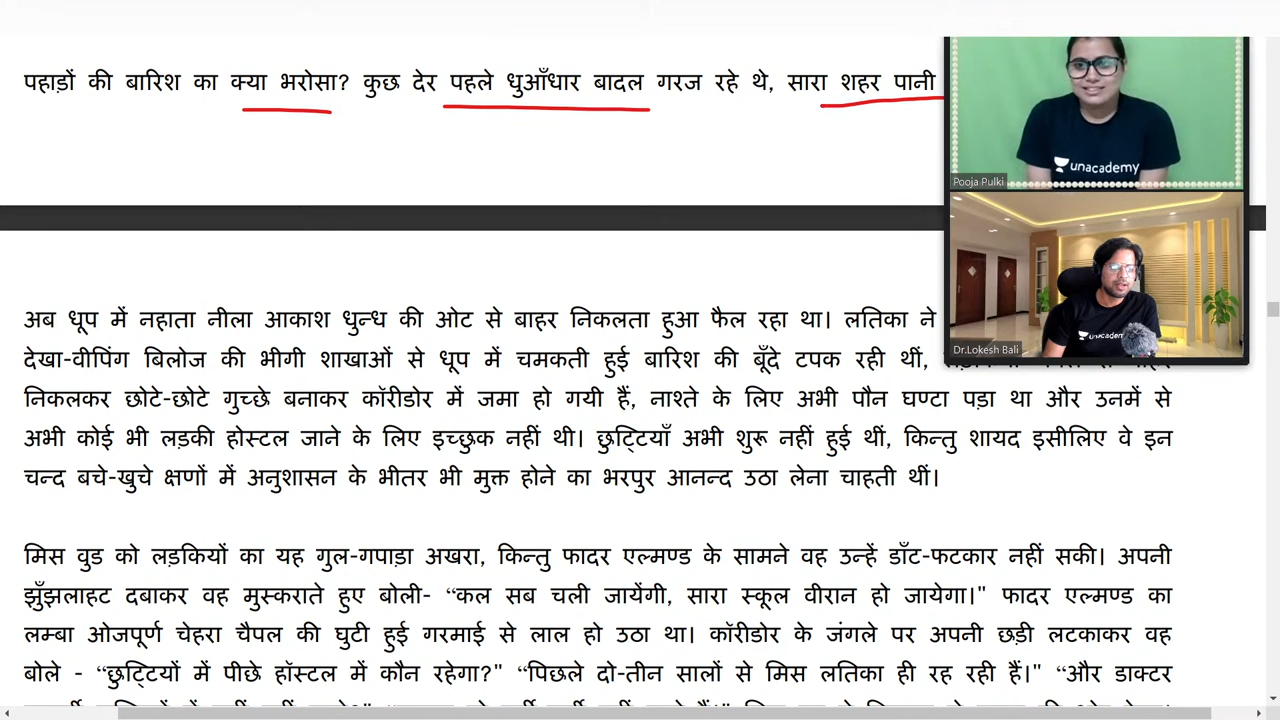 पहाड़ों की बारिश का क्या भरोसा? कुछ देर पहले धुआँधार बादल गरज रहे थे, सारा शहर पानी
unacademy
Pooja Pulki
अब धूप में नहाता नीला आकाश धुन्ध की ओट से बाहर निकलता हुआ फैल रहा था। लतिका ने
unacademy
Dr.Lokesh Bali
देखा-वीपिंग बिलोज की भीगी शाखाओं से धूप में चमकती हुई बारिश की बूँदे टपक रही थीं,
निकलकर छोटे-छोटे गुच्छे बनाकर कॉरीडोर में जमा हो गयी हैं, नाश्ते के लिए अभी पौन घण्टा पड़ा था और उनमें से
अभी कोई भी लड़की होस्टल जाने के लिए इच्छुक नहीं थी। छुट्टियाँ अभी शुरू नहीं हुई थीं, किन्तु शायद इसीलिए वे इन
चन्द बचे-खुचे क्षणों में अनुशासन के भीतर भी मुक्त होने का भरपुर आनन्द उठा लेना चाहती थीं।
मिस वुड को लड़कियों का यह गुल-गपाड़ा अखरा, किन्तु फादर एल्मण्ड के सामने वह उन्हें डाँट-फटकार नहीं सकी। अपनी
झुँझलाहट दबाकर वह मुस्कराते हुए बोली- “कल सब चली जायेंगी, सारा स्कूल वीरान हो जायेगा।" फादर एल्मण्ड का
लम्बा ओजपूर्ण चेहरा चैपल की घुटी हुई गरमाई से लाल हो उठा था। कॉरीडोर के जंगले पर अपनी छड़ी लटकाकर वह
बोले - “छुट्टियों में पीछे हॉस्टल में कौन रहेगा?" “पिछले दो-तीन सालों से मिस लतिका ही रह रही हैं।" “और डाक्टर